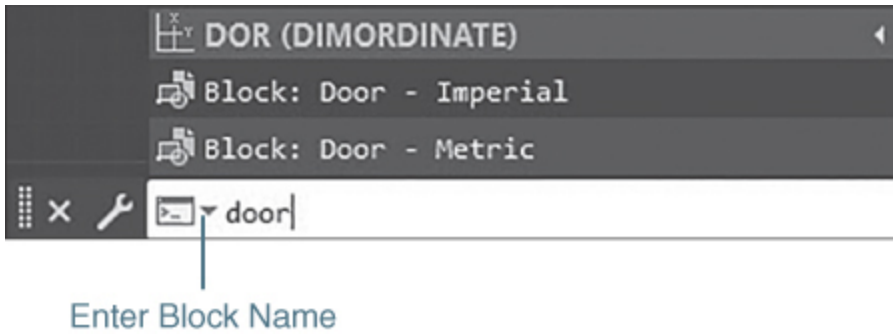 DOR (DIMORDINATE)
Block: Door - Imperial
Block: Door - Metric
door
Enter Block Name